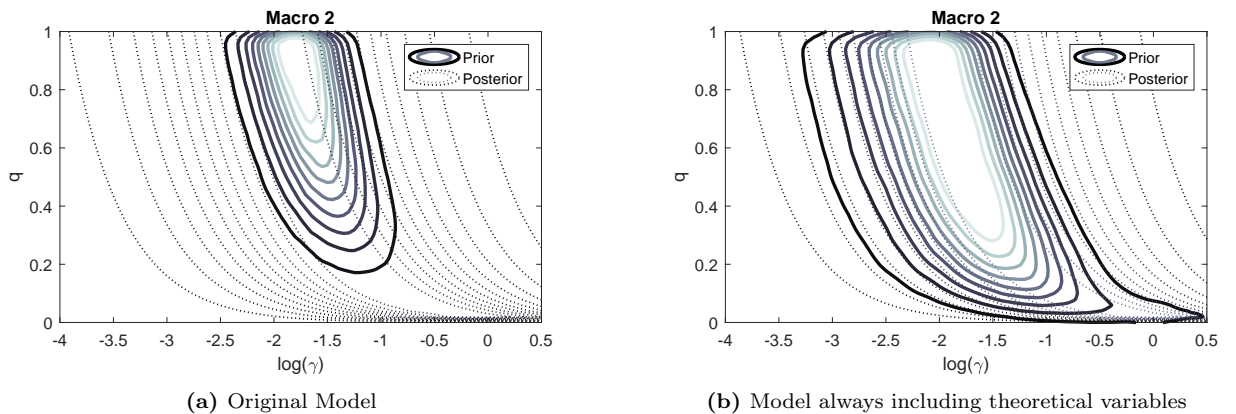 Macro 2
1
0.8
0.6
0.4
0.2
0
q
-4 -3.5 -3 -2.5 -2 -1.5 -1 -0.5 0 0.5
log(γ)
Prior
Posterior
(a) Original Model
Macro 2
1
0.8
0.6
0.4
0.2
0
q
-4 -3.5 -3 -2.5 -2 -1.5 -1 -0.5 0 0.5
log(γ)
Prior
Posterior
(b) Model always including theoretical variables